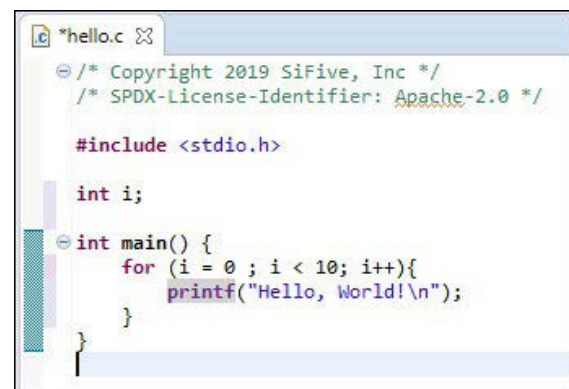 *hello.c
/* Copyright 2019 SiFive, Inc */
/* SPDX-License-Identifier: Apache-2.0 */
#include <stdio.h>
int i;
int main() {
for (i = 0 ; i < 10; i++){
printf("Hello, World!\n");
}
}